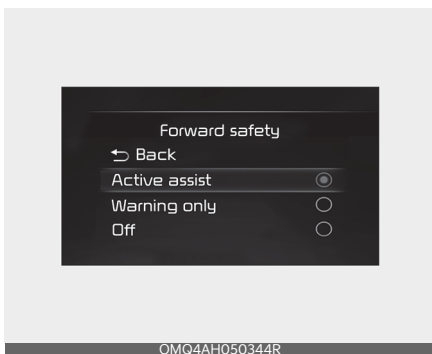 Forward safety
Back
Active assist
Warning only
Off
OMQ4AH050344R